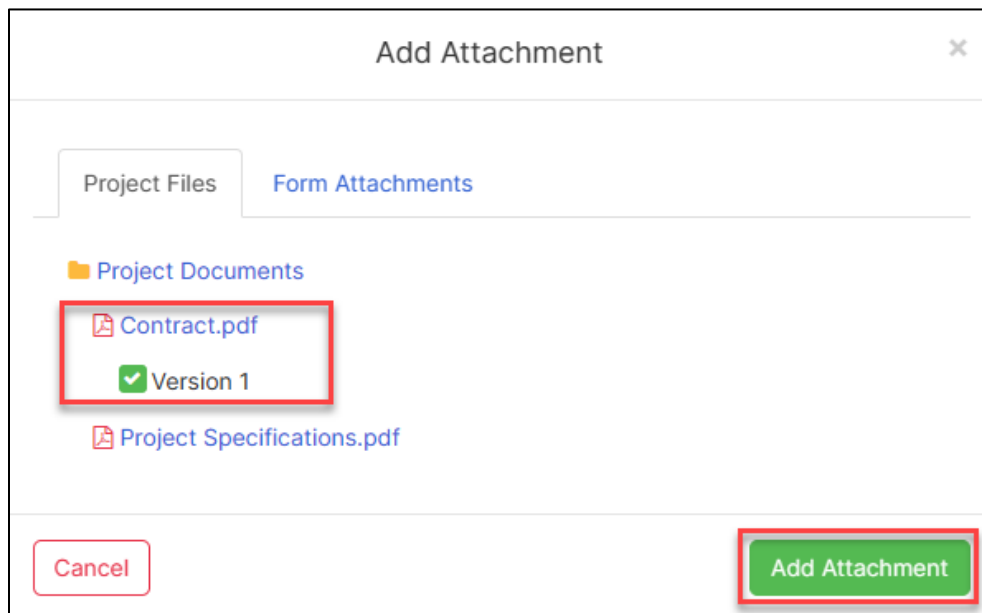 Add Attachment
Project Files
Form Attachments
Project Documents
Contract.pdf
Version 1
Project Specifications.pdf
Cancel
Add Attachment